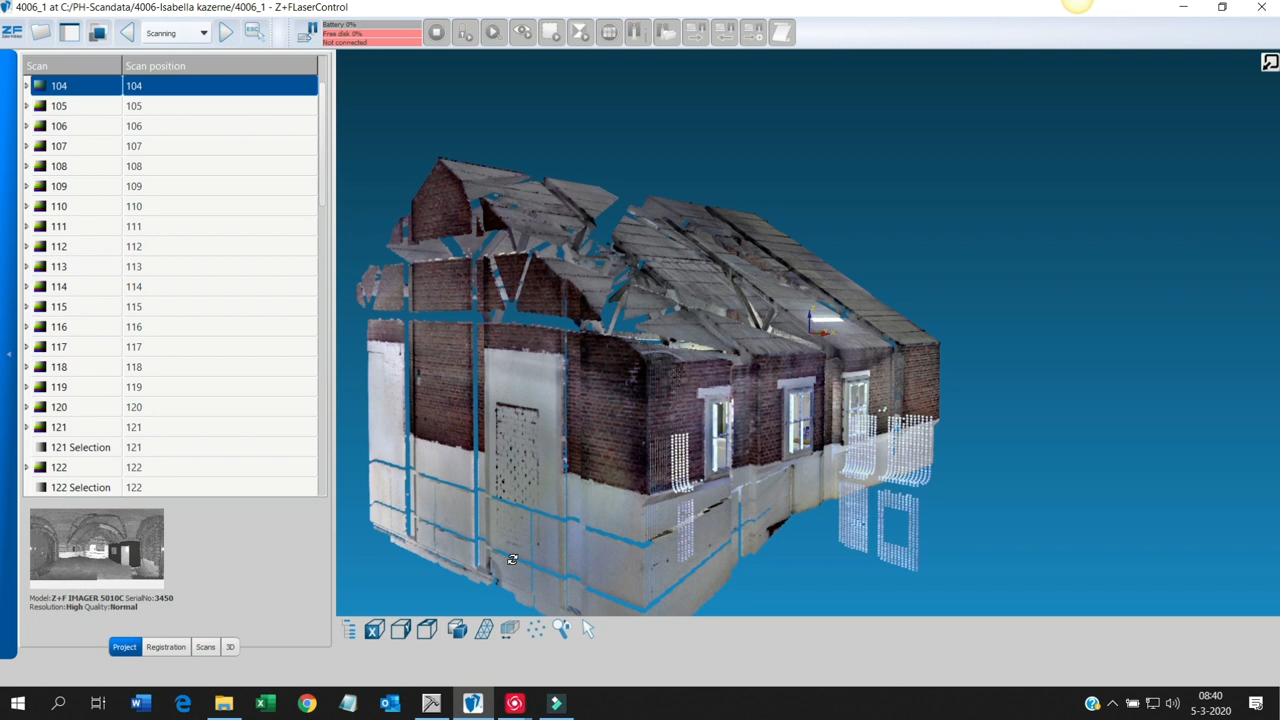 4006_1 at C:/PH-Scandata/4006-Isabella kazerne/4006_1 - Z+FLaserControl
ZF
Scanning
ESC
Battery: 0%
Free disk: 0%
Not connected
Scan Scan position
104 104
105 105
106 106
107 107
108 108
109 109
110 110
111 111
112 112
113 113
114 114
115 115
116 116
117 117
118 118
119 119
120 120
121 121
121 Selection 121
122 122
122 Selection 122
Model:Z+F IMAGER 5010C SerialNo:3450
Resolution:High Quality:Normal
Project Registration Scans 3D
08:40
5-3-2020